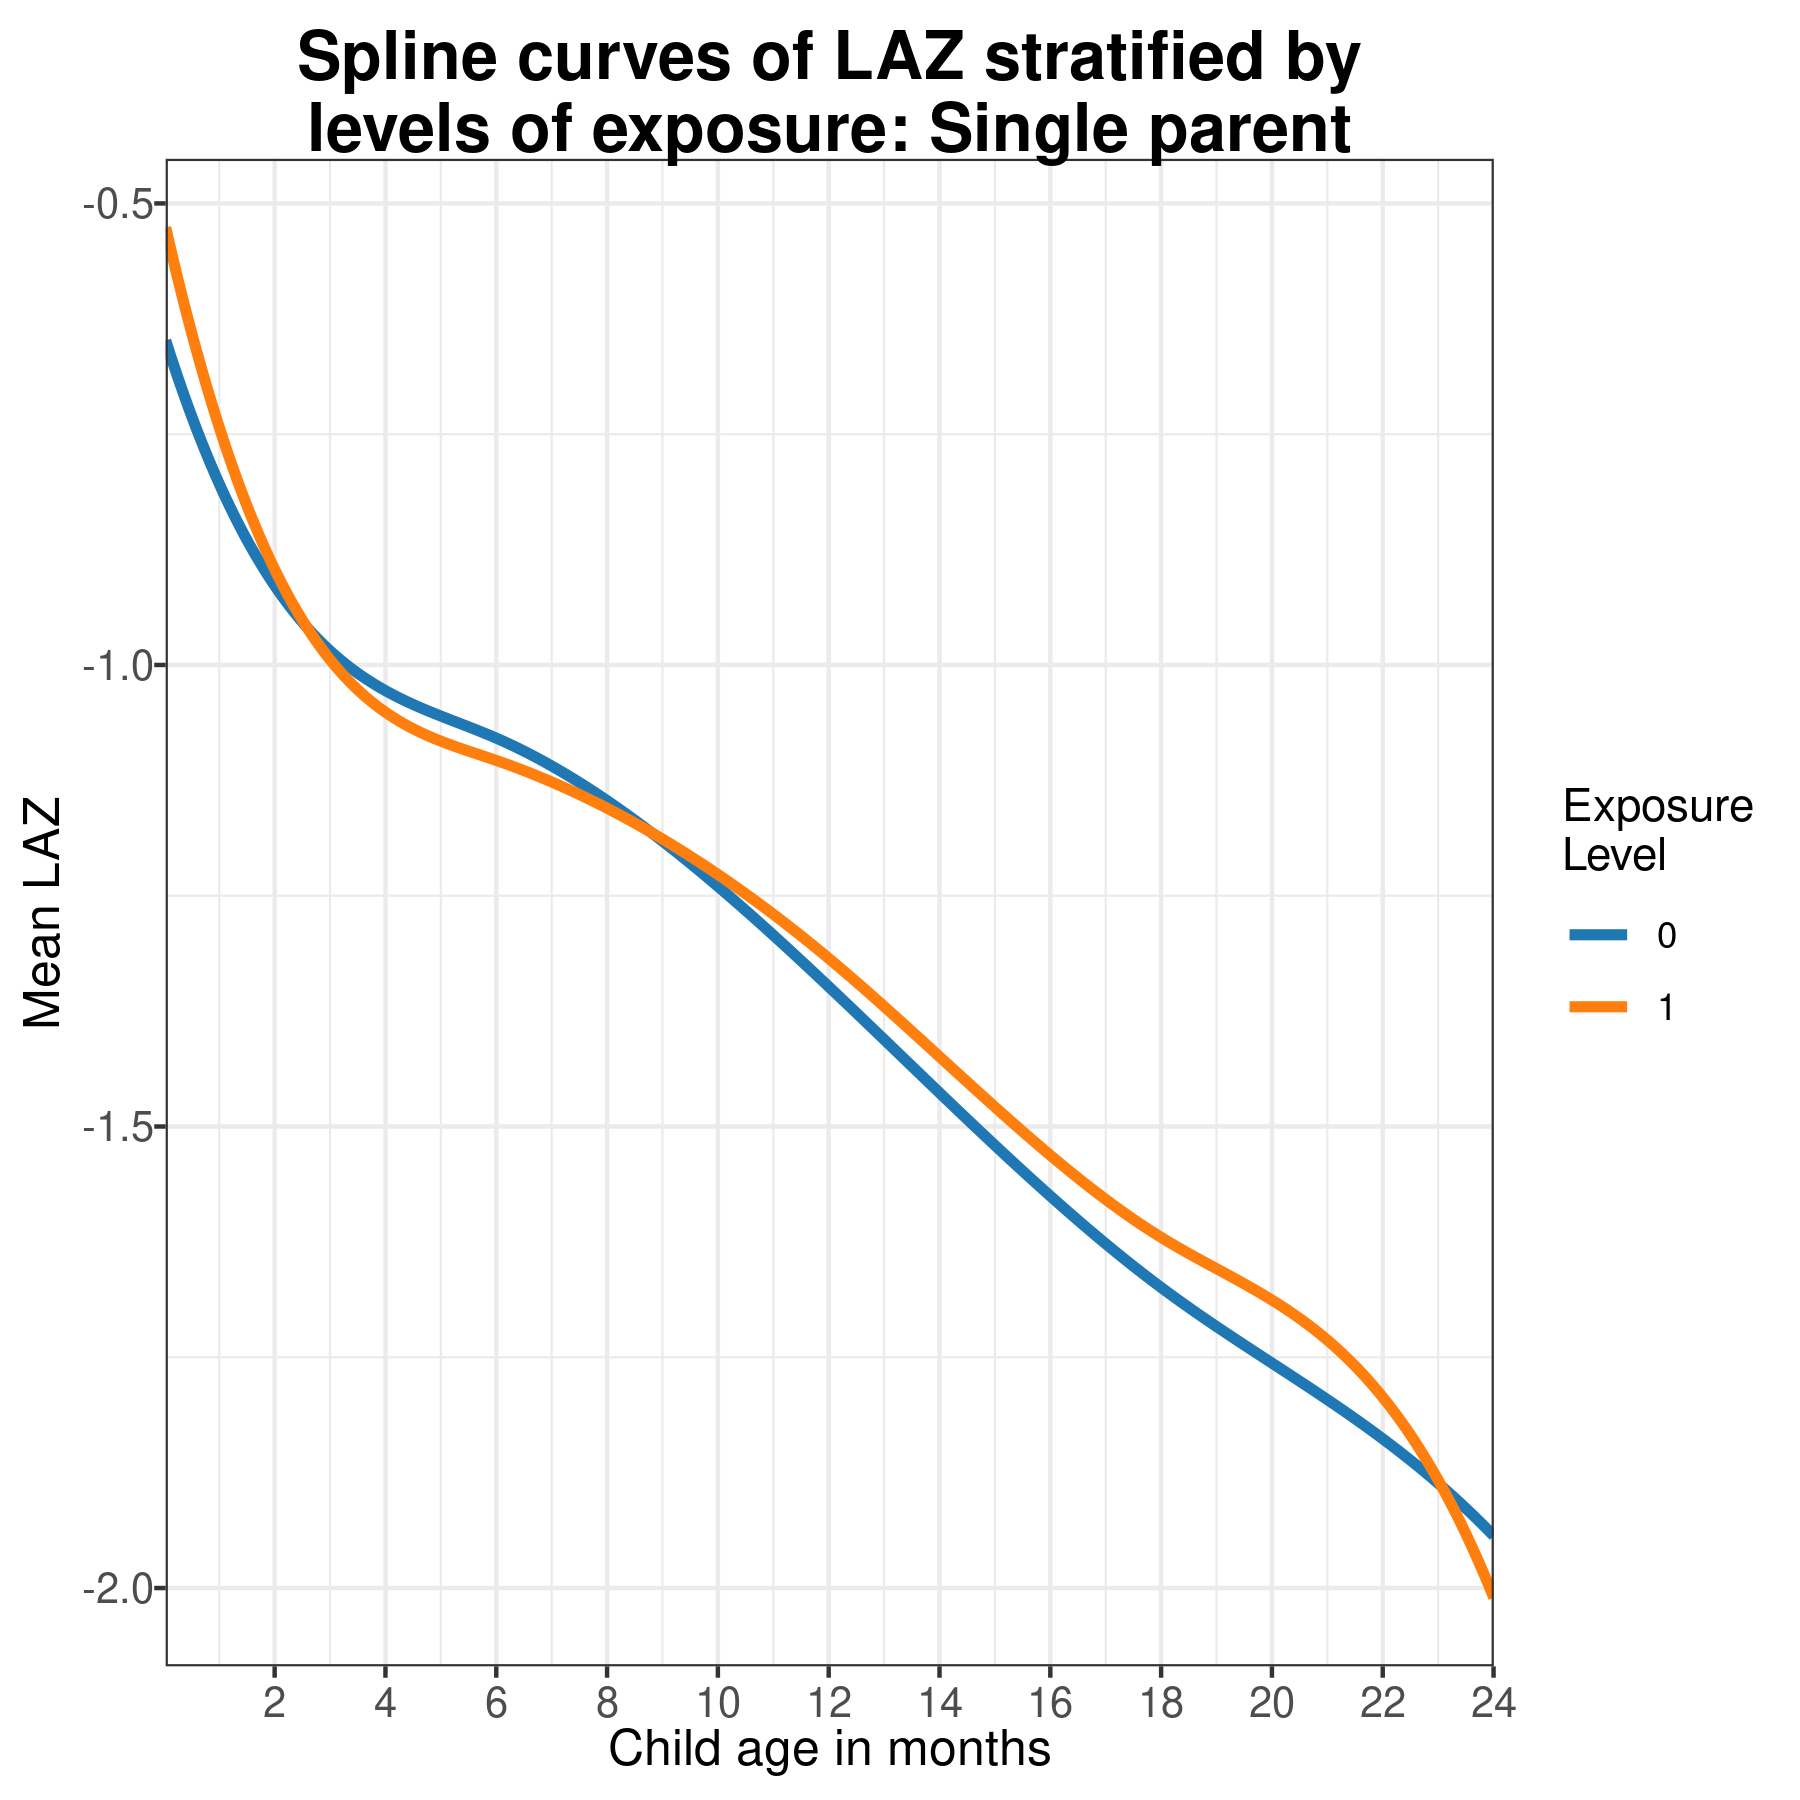 Spline curves of LAZ stratified by
levels of exposure: Single parent
Mean LAZ
-0.5
-1.0
-1.5
-2.0
2 4 6 8 10 12 14 16 18 20 22 24
Child age in months
Exposure
Level
0
1